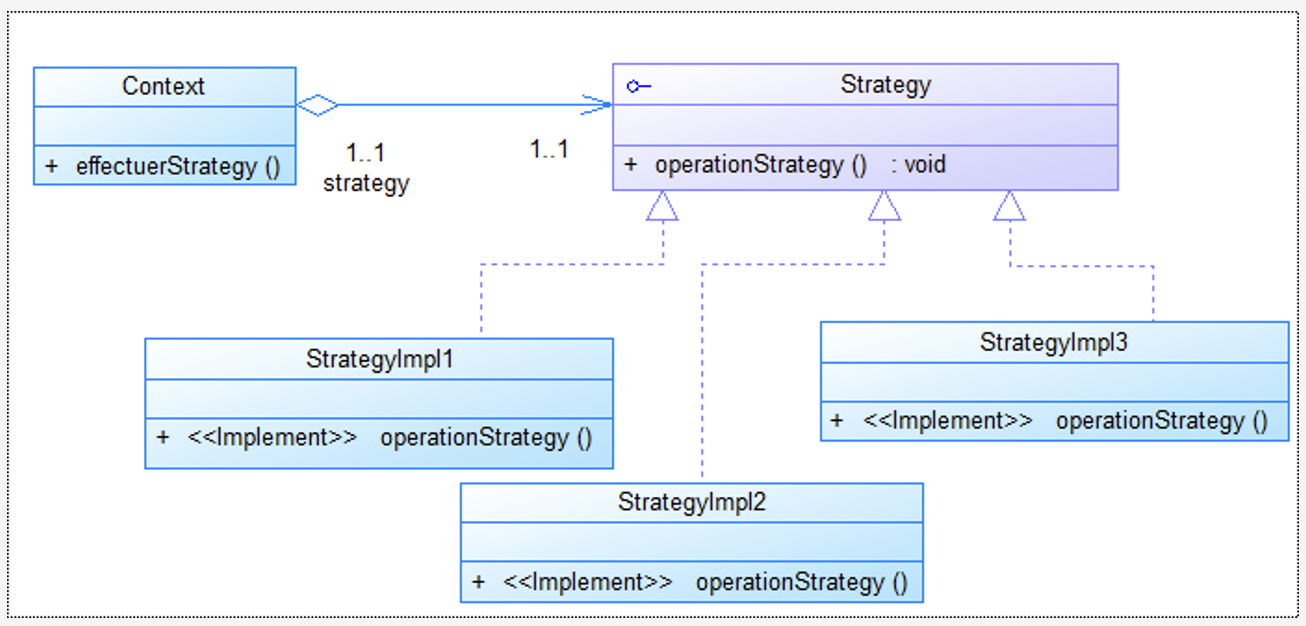 Context
+ effectuerStrategy ()
1..1
strategy
1..1
Strategy
+ operationStrategy () : void
StrategyImpl1
+ <<Implement>> operationStrategy ()
StrategyImpl2
+ <<Implement>> operationStrategy ()
StrategyImpl3
+ <<Implement>> operationStrategy ()